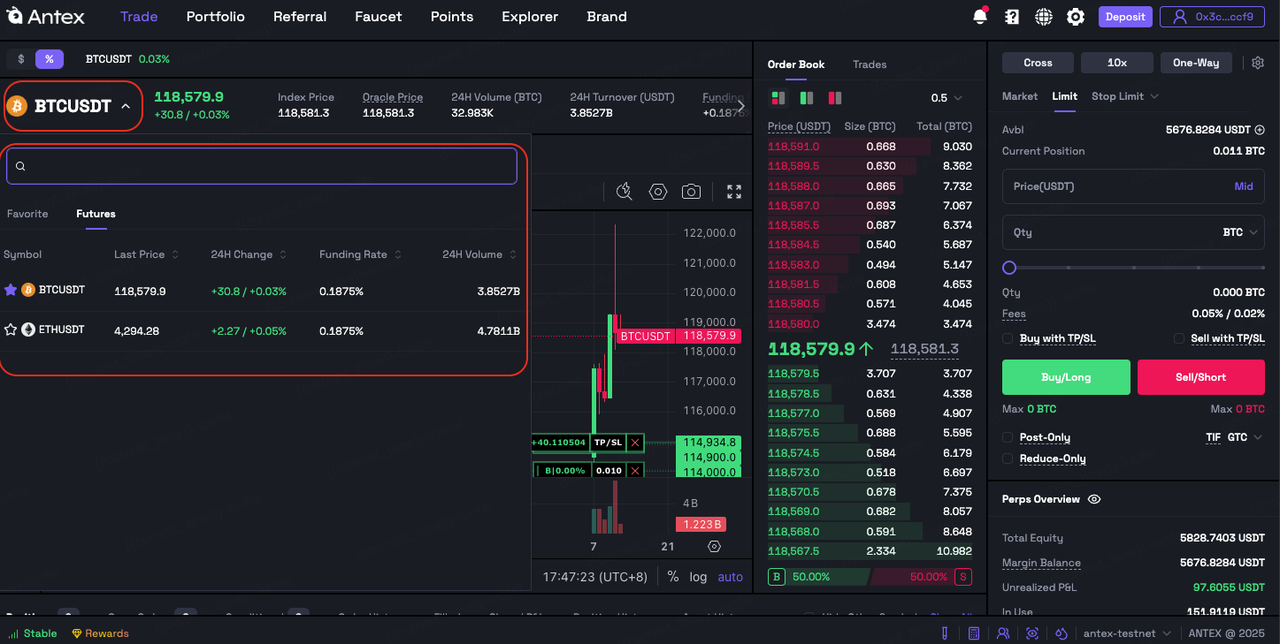 Antex Trade Portfolio Referral Faucet Points Explorer Brand Deposit 0x3c...ccf9
$ % BTCUSDT 0.03%
BTCUSDT 118,579.9 +30.8 / +0.03%
Index Price 118,581.3
Oracle Price 118,581.3
24H Volume (BTC) 32.983K
24H Turnover (USDT) 3.8527B
Funding
Favorite Futures
Symbol Last Price 24H Change Funding Rate 24H Volume
BTCUSDT 118,579.9 +30.8 / +0.03% 0.1875% 3.8527B
ETHUSDT 4,294.28 +2.27 / +0.05% 0.1875% 4.7811B
122,000.0
121,000.0
120,000.0
119,000.0
BTCUSDT 118,579.9
118,000.0
117,000.0
116,000.0
+40.110504 TP/SL 114,934.8
114,900.0
B|0.00% 0.010 114,000.0
4B
1.223B
7 21
17:47:23 (UTC+8) % log auto
Order Book Trades
0.5
Price (USDT) Size (BTC) Total (BTC)
118,591.0 0.668 9.030
118,589.5 0.630 8.362
118,588.0 0.665 7.732
118,587.0 0.693 7.067
118,585.5 0.687 6.374
118,584.5 0.540 5.687
118,583.0 0.494 5.147
118,581.5 0.608 4.653
118,580.5 0.571 4.045
118,580.0 3.474 3.474
118,579.9 118,581.3
118,579.5 3.707 3.707
118,578.5 0.631 4.338
118,577.0 0.569 4.907
118,575.5 0.688 5.595
118,574.5 0.584 6.179
118,573.0 0.518 6.697
118,570.5 0.678 7.375
118,569.0 0.682 8.057
118,568.0 0.591 8.648
118,567.5 2.334 10.982
B 50.00% 50.00% S
Cross 10x One-Way
Market Limit Stop Limit
Avbl 5676.8284 USDT
Current Position 0.011 BTC
Price(USDT) Mid
Qty BTC
Qty 0.000 BTC
Fees 0.05% / 0.02%
Buy with TP/SL Sell with TP/SL
Buy/Long Sell/Short
Max 0 BTC Max 0 BTC
Post-Only TIF GTC
Reduce-Only
Perps Overview
Total Equity 5828.7403 USDT
Margin Balance 5676.8284 USDT
Unrealized P&L 97.6055 USDT
In Use 151.9119 USDT
Stable Rewards antex-testnet ANTEX @ 2025